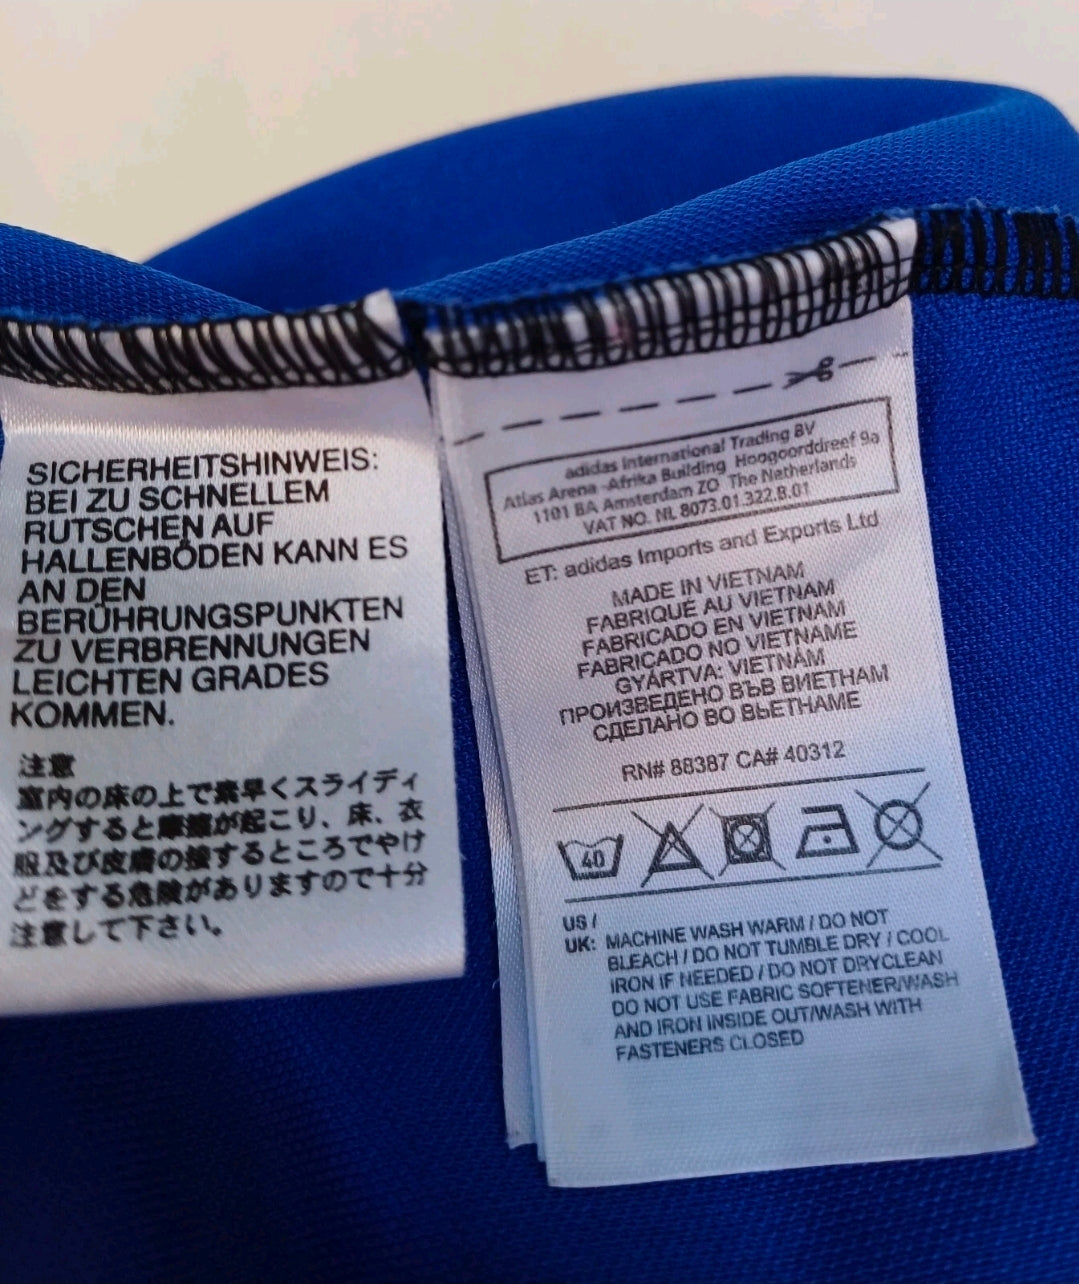 SICHERHEITSHINWEIS:
BEI ZU SCHNELLEM
RUTSCHEN AUF
HALLENBÖDEN KANN ES
AN DEN
BERÜHRUNGSPUNKTEN
ZU VERBRENNUNGEN
LEICHTEN GRADES
KOMMEN.
注意
室内の床の上で素早くスライディ
ングすると摩擦が起こり、床、衣
服及び皮膚の接するところでやけ
どをする危険がありますので十分
注意して下さい。
adidas International Trading BV
Atlas Arena -Afrika Building Hoogoorddreef 9a
1101 BA Amsterdam ZO The Netherlands
VAT NO. NL 8073.01.322.B.01
ET: adidas Imports and Exports Ltd
MADE IN VIETNAM
FABRIQUÉ AU VIETNAM
FABRICADO EN VIETNAM
FABRICADO NO VIETNAME
GYÁRTVA: VIETNÁM
ПРОИЗВЕДЕНО ВЪВ ВИЕТНАМ
СДЕЛАНО ВО ВЬЕТНАМЕ
RN# 88387 CA# 40312
40
US /
UK: MACHINE WASH WARM / DO NOT
BLEACH / DO NOT TUMBLE DRY / COOL
IRON IF NEEDED / DO NOT DRYCLEAN
DO NOT USE FABRIC SOFTENER/WASH
AND IRON INSIDE OUT/WASH WITH
FASTENERS CLOSED